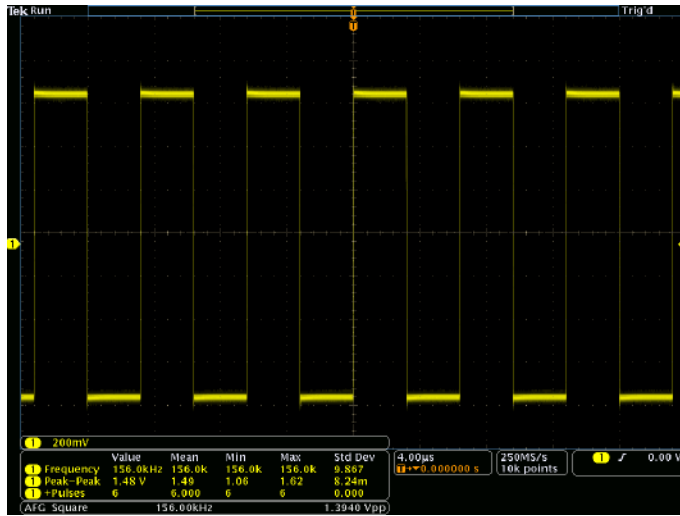 Tek Run Trig'd
T
T
1
1 200mV
Value Mean Min Max Std Dev
1 Frequency 156.0kHz 156.0k 156.0k 156.0k 9.867
1 Peak-Peak 1.48 V 1.49 1.06 1.62 8.24m
1 +Pulses 6 6.000 6 6 0.000
4.00µs
T→▼0.000000 s
250MS/s
10k points
1 ƒ 0.00 V
AFG Square 156.00kHz 1.3940 Vpp